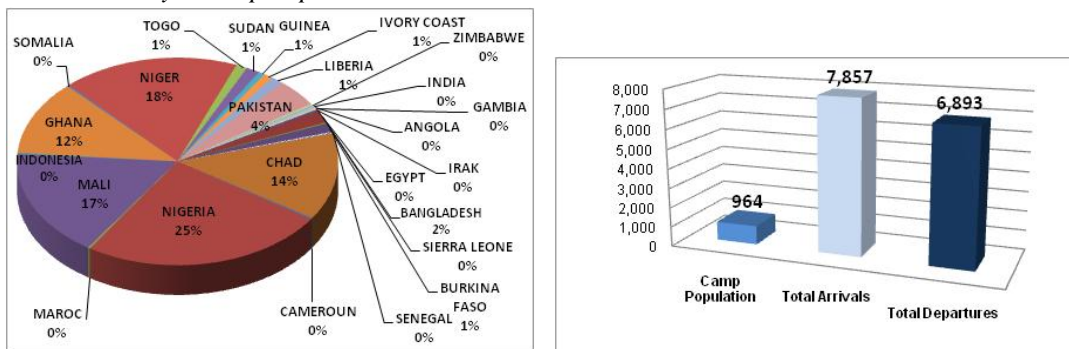 TOGO
1%
SUDAN
1%
GUINEA
1%
IVORY COAST
1%
ZIMBABWE
0%
SOMALIA
0%
NIGER
18%
LIBERIA
1%
INDIA
0%
PAKISTAN
4%
GAMBIA
0%
GHANA
12%
ANGOLA
0%
INDONESIA
0%
CHAD
14%
IRAK
0%
EGYPT
0%
MALI
17%
BANGLADESH
2%
NIGERIA
25%
SIERRA LEONE
0%
BURKINA
FASO
1%
MAROC
0%
CAMEROUN
0%
SENEGAL
0%
8,000
7,000
6,000
5,000
4,000
3,000
2,000
1,000
0
964
7,857
6,893
Camp
Population
Total Arrivals
Total Departures